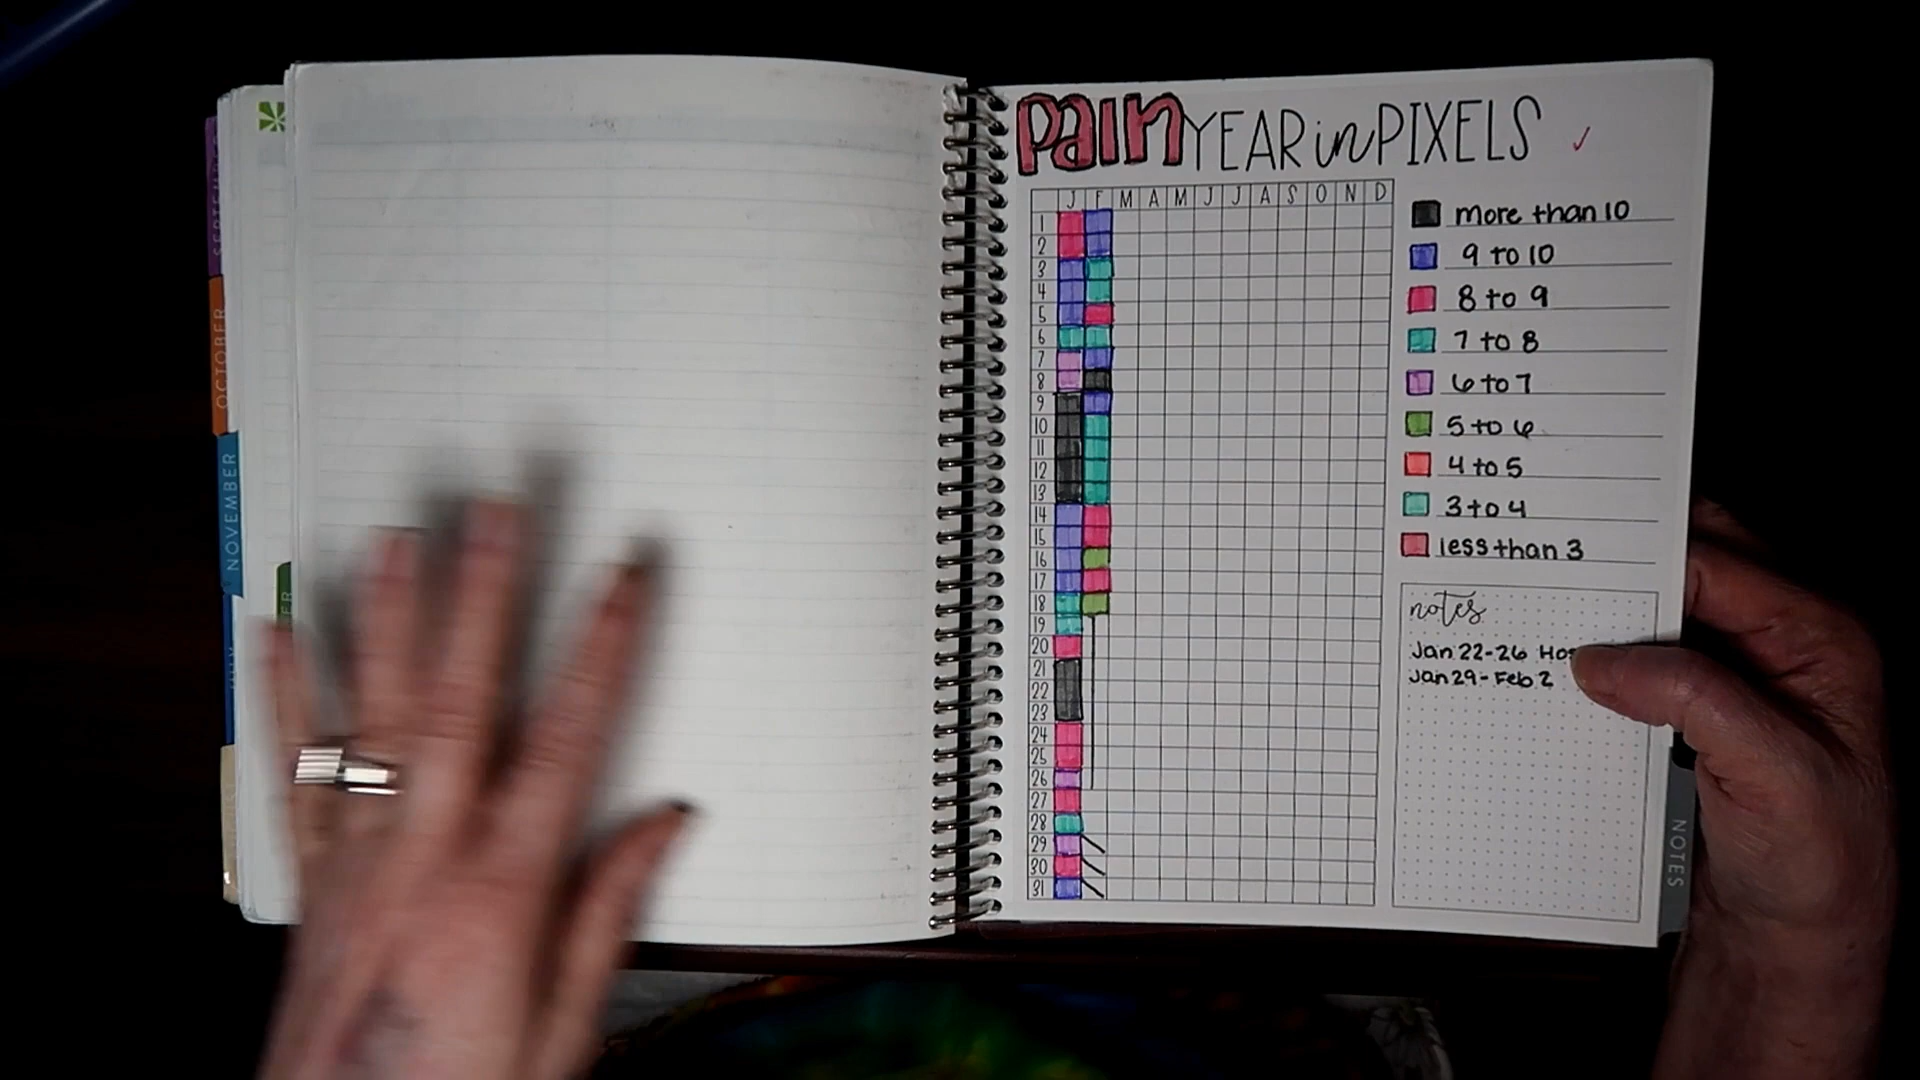 SEPTEMBER
OCTOBER
NOVEMBER
pain YEAR in PIXELS
J F M A M J J A S O N D
1
2
3
4
5
6
7
8
9
10
11
12
13
14
15
16
17
18
19
20
21
22
23
24
25
26
27
28
29
30
31
more than 10
9 to 10
8 to 9
7 to 8
6 to 7
5 to 6
4 to 5
3 to 4
less than 3
notes
Jan 22-26
Jan 29 - Feb 2
NOTES